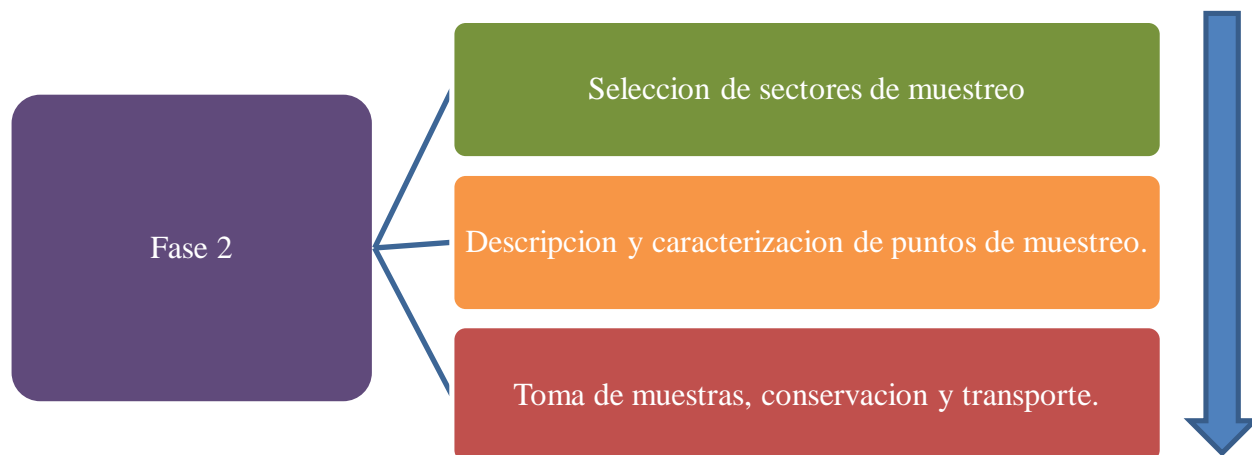 Fase 2
Seleccion de sectores de muestreo
Descripcion y caracterizacion de puntos de muestreo.
Toma de muestras, conservacion y transporte.